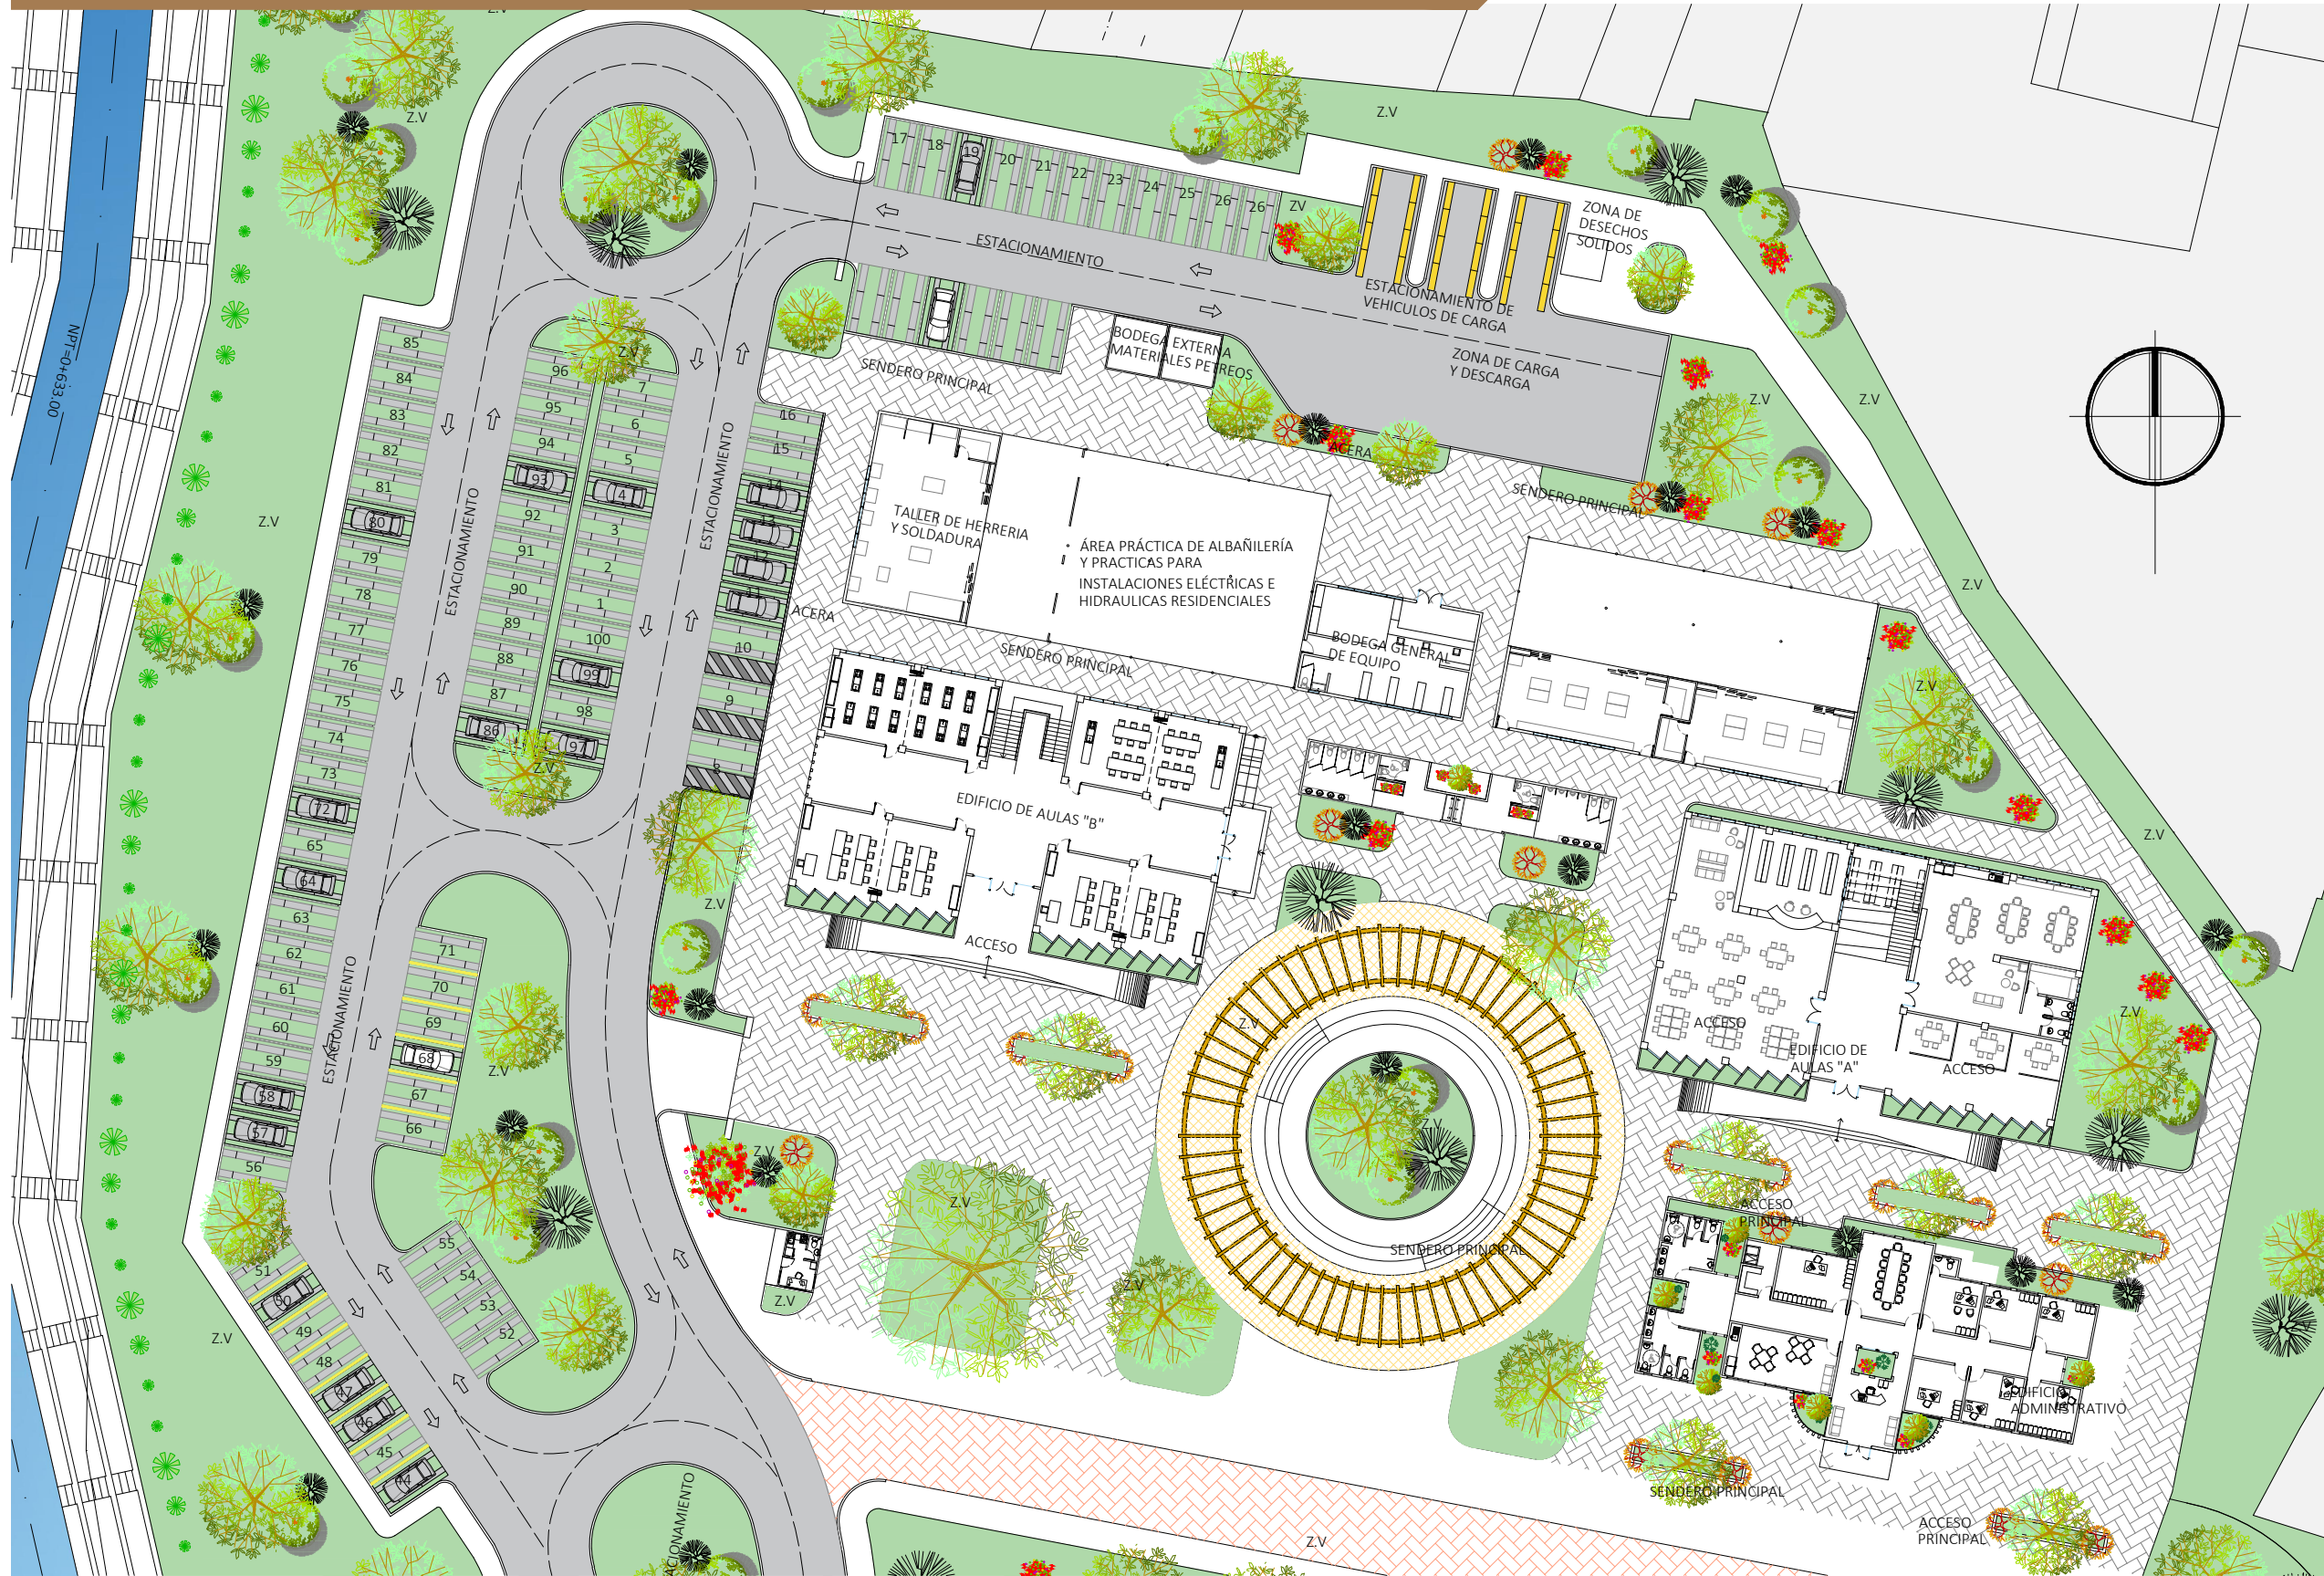 Z.V
Z.V
Z.V
17
18
19
20
21
22
23
24
25
26
26
ZV
ZONA DE
DESECHOS
SOLIDOS
ESTACIONAMIENTO
ESTACIONAMIENTO DE
VEHICULOS DE CARGA
ZONA DE CARGA
Y DESCARGA
BODEGA EXTERNA
MATERIALES PETREOS
SENDERO PRINCIPAL
NPT=0+633.00
Z.V
Z.V
Z.V
Z.V
85
84
83
82
81
80
79
78
77
76
75
74
73
72
65
64
63
62
61
60
59
58
57
56
96
95
94
93
92
91
90
89
88
87
86
7
6
5
4
3
2
1
100
99
98
97
Z.V
16
15
14
13
12
11
10
9
8
ESTACIONAMIENTO
ESTACIONAMIENTO
ESTACIONAMIENTO
ACERA
ACERA
SENDERO PRINCIPAL
TALLER DE HERRERIA
Y SOLDADURA
ÁREA PRÁCTICA DE ALBAÑILERÍA
Y PRACTICAS PARA
INSTALACIONES ELÉCTRICAS E
HIDRAULICAS RESIDENCIALES
SENDERO PRINCIPAL
BODEGA GENERAL
DE EQUIPO
Z.V
Z.V
Z.V
EDIFICIO DE AULAS "B"
ACCESO
Z.V
71
70
69
68
67
66
Z.V
Z.V
ACCESO
EDIFICIO DE
AULAS "A"
ACCESO
Z.V
Z.V
Z.V
Z.V
ACCESO
PRINCIPAL
SENDERO PRINCIPAL
55
54
53
52
51
50
49
48
47
46
45
44
Z.V
Z.V
Z.V
EDIFICIO
ADMINISTRATIVO
SENDERO PRINCIPAL
ACCESO
PRINCIPAL
Z.V